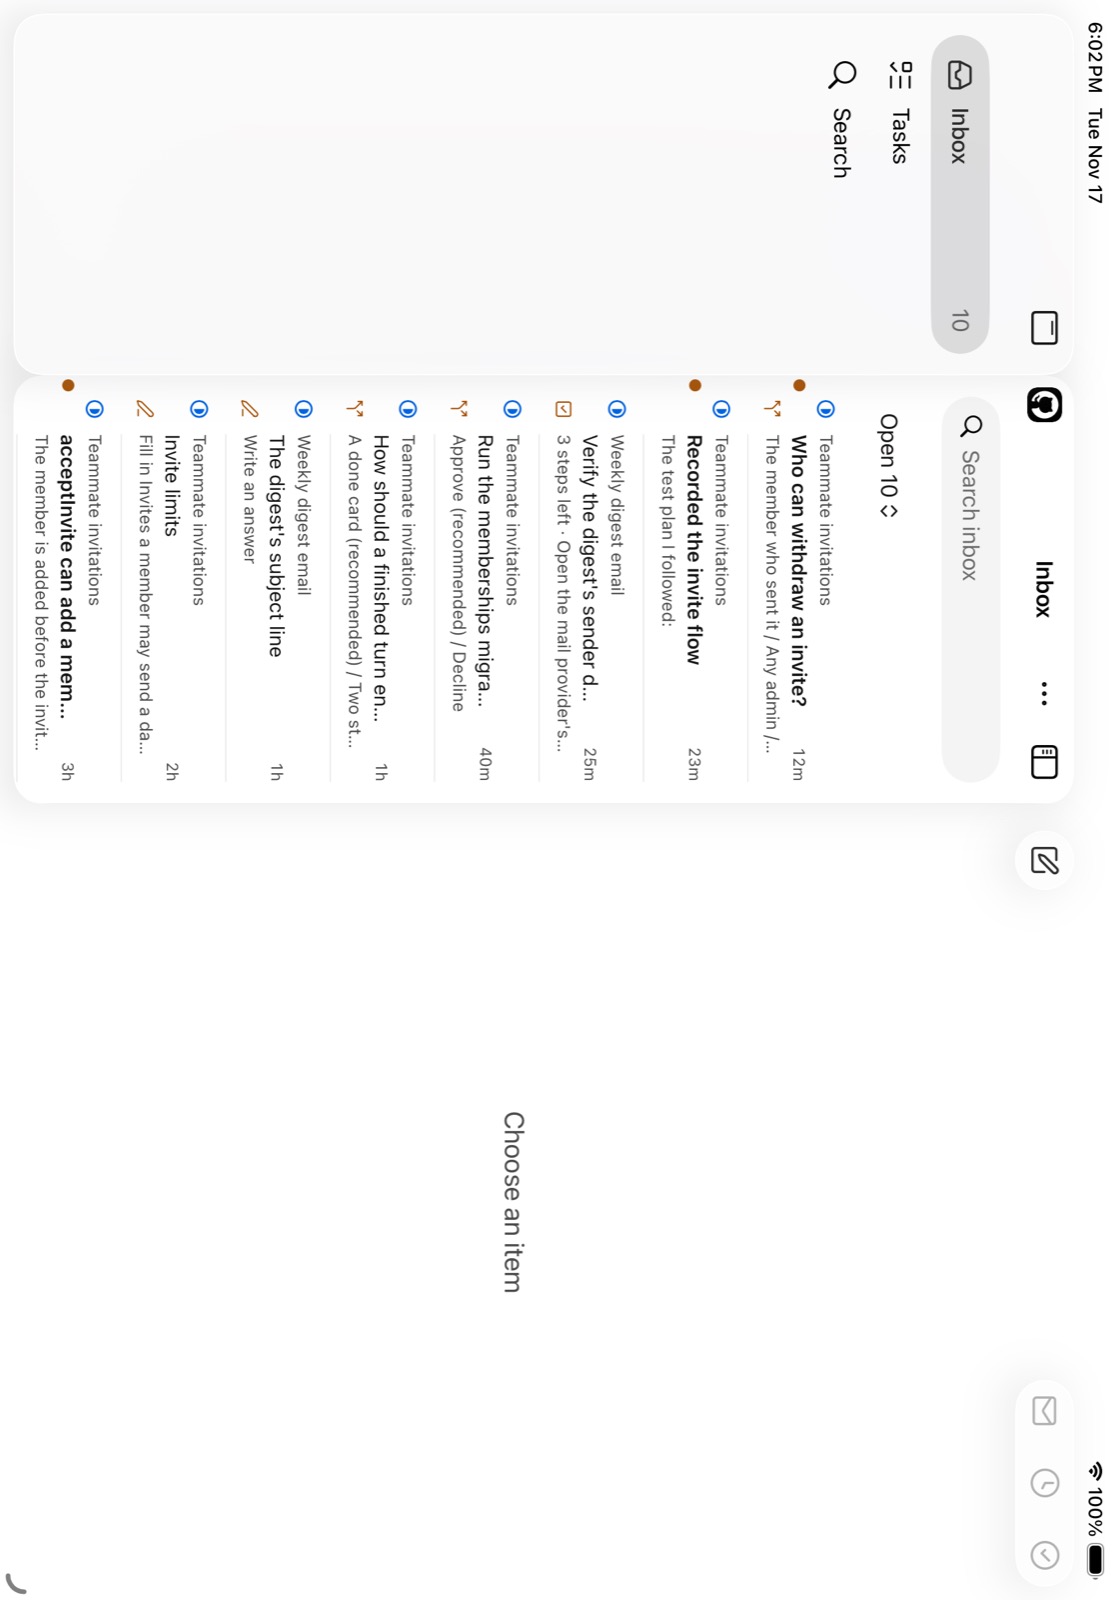 6:02 PM Tue Nov 17
100%
Inbox 10
Tasks
Search
Inbox
Search inbox
Open 10
Teammate invitations
Who can withdraw an invite? 12m
The member who sent it / Any admin /...
Teammate invitations
Recorded the invite flow 23m
The test plan I followed:
Weekly digest email
Verify the digest's sender d... 25m
3 steps left · Open the mail provider's...
Teammate invitations
Run the memberships migra... 40m
Approve (recommended) / Decline
Teammate invitations
How should a finished turn en... 1h
A done card (recommended) / Two st...
Weekly digest email
The digest's subject line 1h
Write an answer
Teammate invitations
Invite limits 2h
Fill in Invites a member may send a da...
Teammate invitations
acceptInvite can add a mem... 3h
The member is added before the invit...
Choose an item